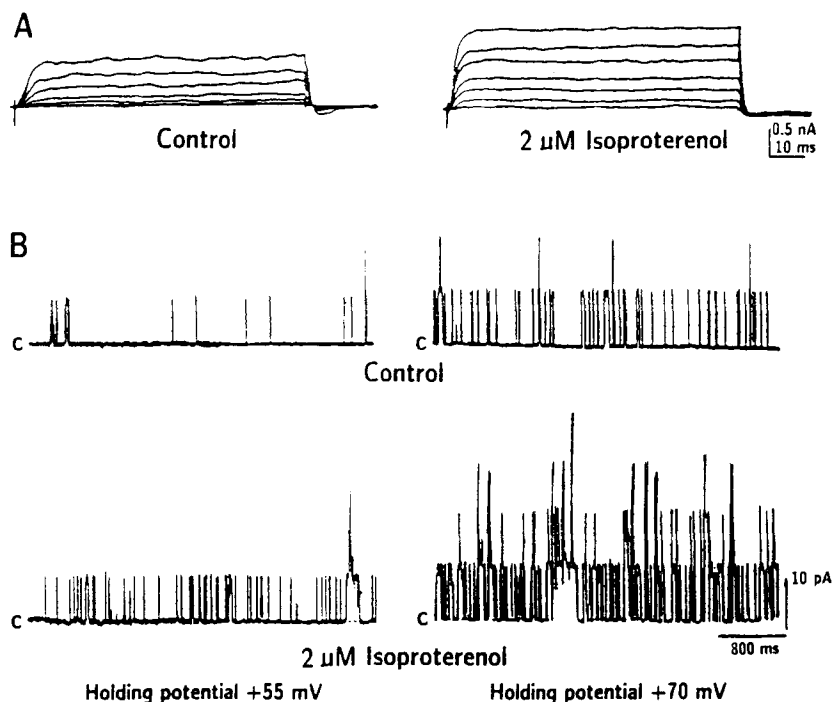 A
Control
2 µM Isoproterenol
0.5 nA
10 ms
B
C
C
Control
C
C
10 pA
800 ms
2 µM Isoproterenol
Holding potential +55 mV
Holding potential +70 mV